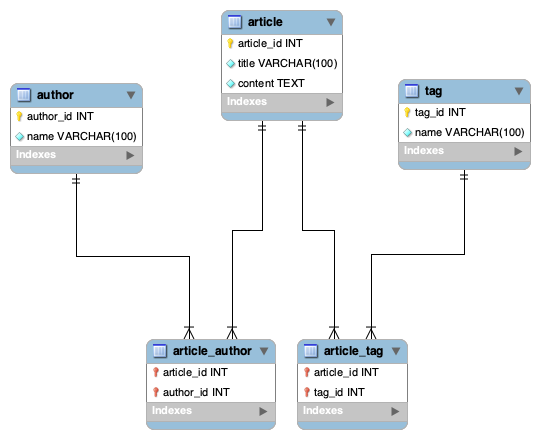 article
article_id INT
title VARCHAR(100)
content TEXT
Indexes
author
author_id INT
name VARCHAR(100)
Indexes
tag
tag_id INT
name VARCHAR(100)
Indexes
article_author
article_id INT
author_id INT
Indexes
article_tag
article_id INT
tag_id INT
Indexes